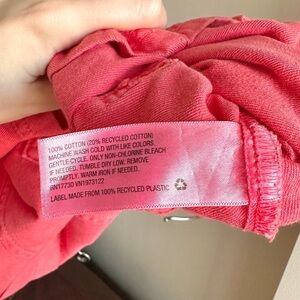 100% COTTON (20% RECYCLED COTTON)
MACHINE WASH COLD WITH LIKE COLORS.
GENTLE CYCLE. ONLY NON-CHLORINE BLEACH
IF NEEDED. TUMBLE DRY LOW. REMOVE
PROMPTLY. WARM IRON IF NEEDED.
RN17730 VN1973122
LABEL MADE FROM 100% RECYCLED PLASTIC